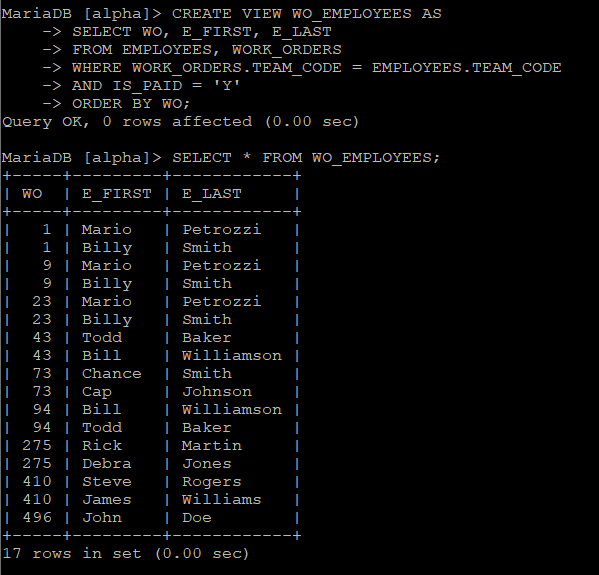 MariaDB [alpha]> CREATE VIEW WO_EMPLOYEES AS
    -> SELECT WO, E_FIRST, E_LAST
    -> FROM EMPLOYEES, WORK_ORDERS
    -> WHERE WORK_ORDERS.TEAM_CODE = EMPLOYEES.TEAM_CODE
    -> AND IS_PAID = 'Y'
    -> ORDER BY WO;
Query OK, 0 rows affected (0.00 sec)
MariaDB [alpha]> SELECT * FROM WO_EMPLOYEES;
+-----+---------+------------+
| WO  | E_FIRST | E_LAST     |
+-----+---------+------------+
|   1 | Mario   | Petrozzi   |
|   1 | Billy   | Smith      |
|   9 | Mario   | Petrozzi   |
|   9 | Billy   | Smith      |
|  23 | Mario   | Petrozzi   |
|  23 | Billy   | Smith      |
|  43 | Todd    | Baker      |
|  43 | Bill    | Williamson |
|  73 | Chance  | Smith      |
|  73 | Cap     | Johnson    |
|  94 | Bill    | Williamson |
|  94 | Todd    | Baker      |
| 275 | Rick    | Martin     |
| 275 | Debra   | Jones      |
| 410 | Steve   | Rogers     |
| 410 | James   | Williams   |
| 496 | John    | Doe        |
+-----+---------+------------+
17 rows in set (0.00 sec)